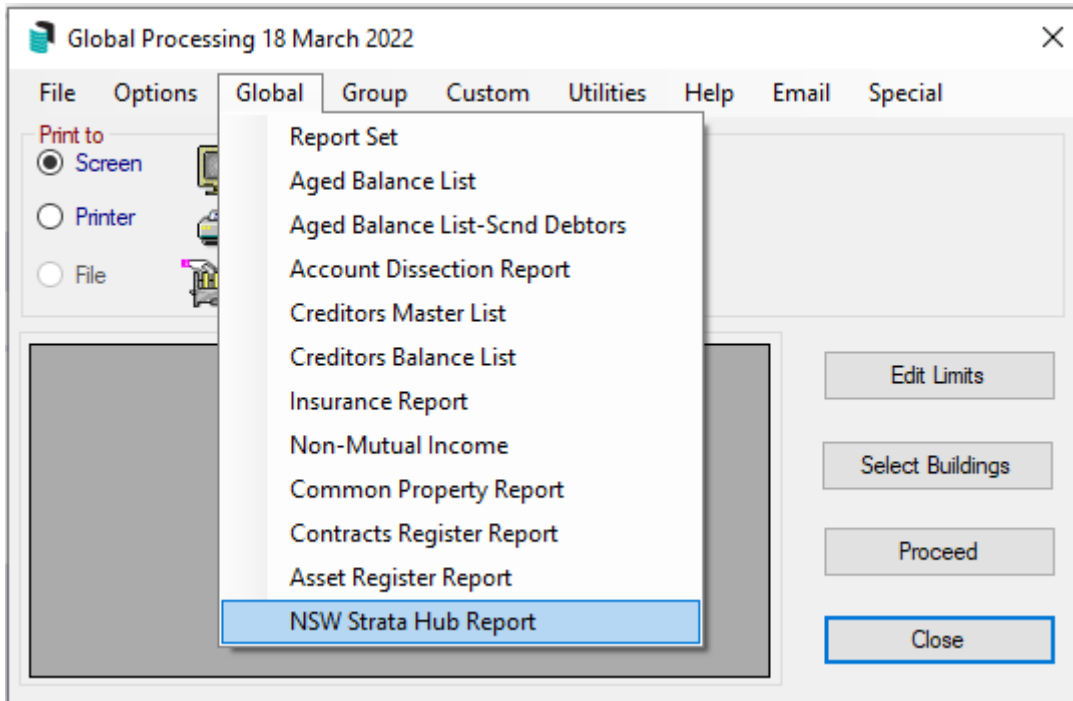 Global Processing 18 March 2022
File Options Global Group Custom Utilities Help Email Special
Print to
Screen
Printer
File
Report Set
Aged Balance List
Aged Balance List-Scnd Debtors
Account Dissection Report
Creditors Master List
Creditors Balance List
Insurance Report
Non-Mutual Income
Common Property Report
Contracts Register Report
Asset Register Report
NSW Strata Hub Report
Edit Limits
Select Buildings
Proceed
Close